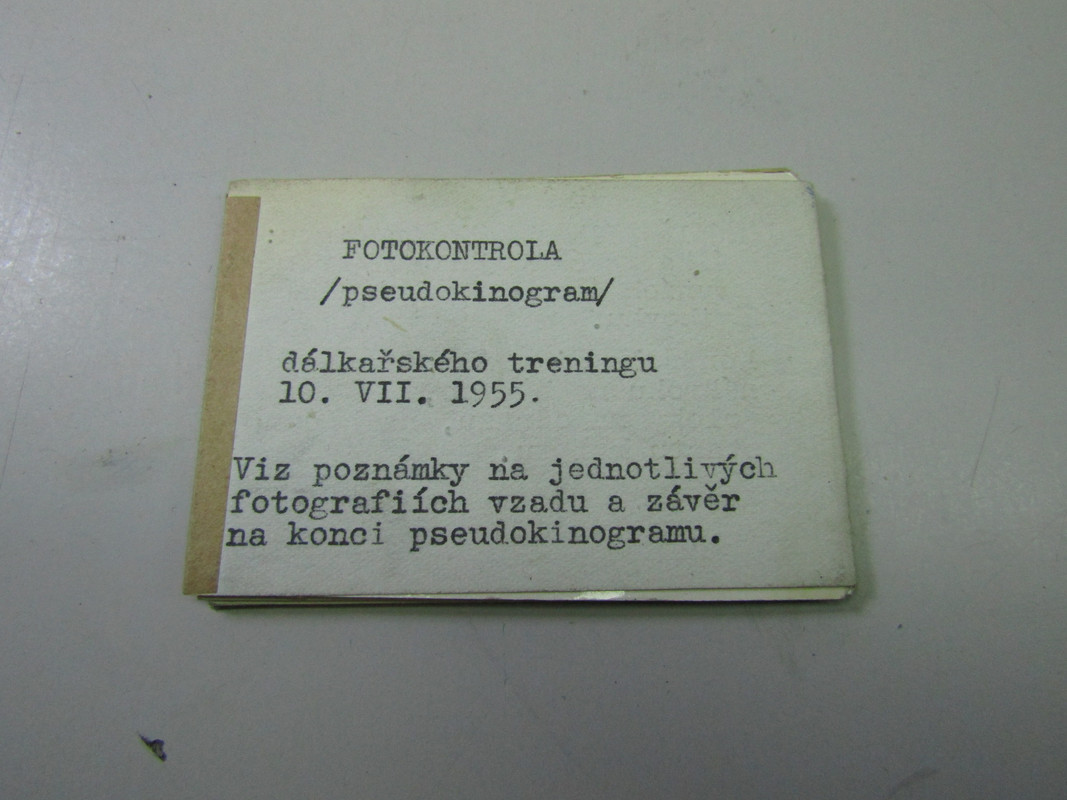 FOTOKONTROLA
/pseudokinogram/
dálkařského treningu
10. VII. 1955.
Viz poznámky na jednotlivých
fotografiích vzadu a závěr
na konci pseudokinogramu.